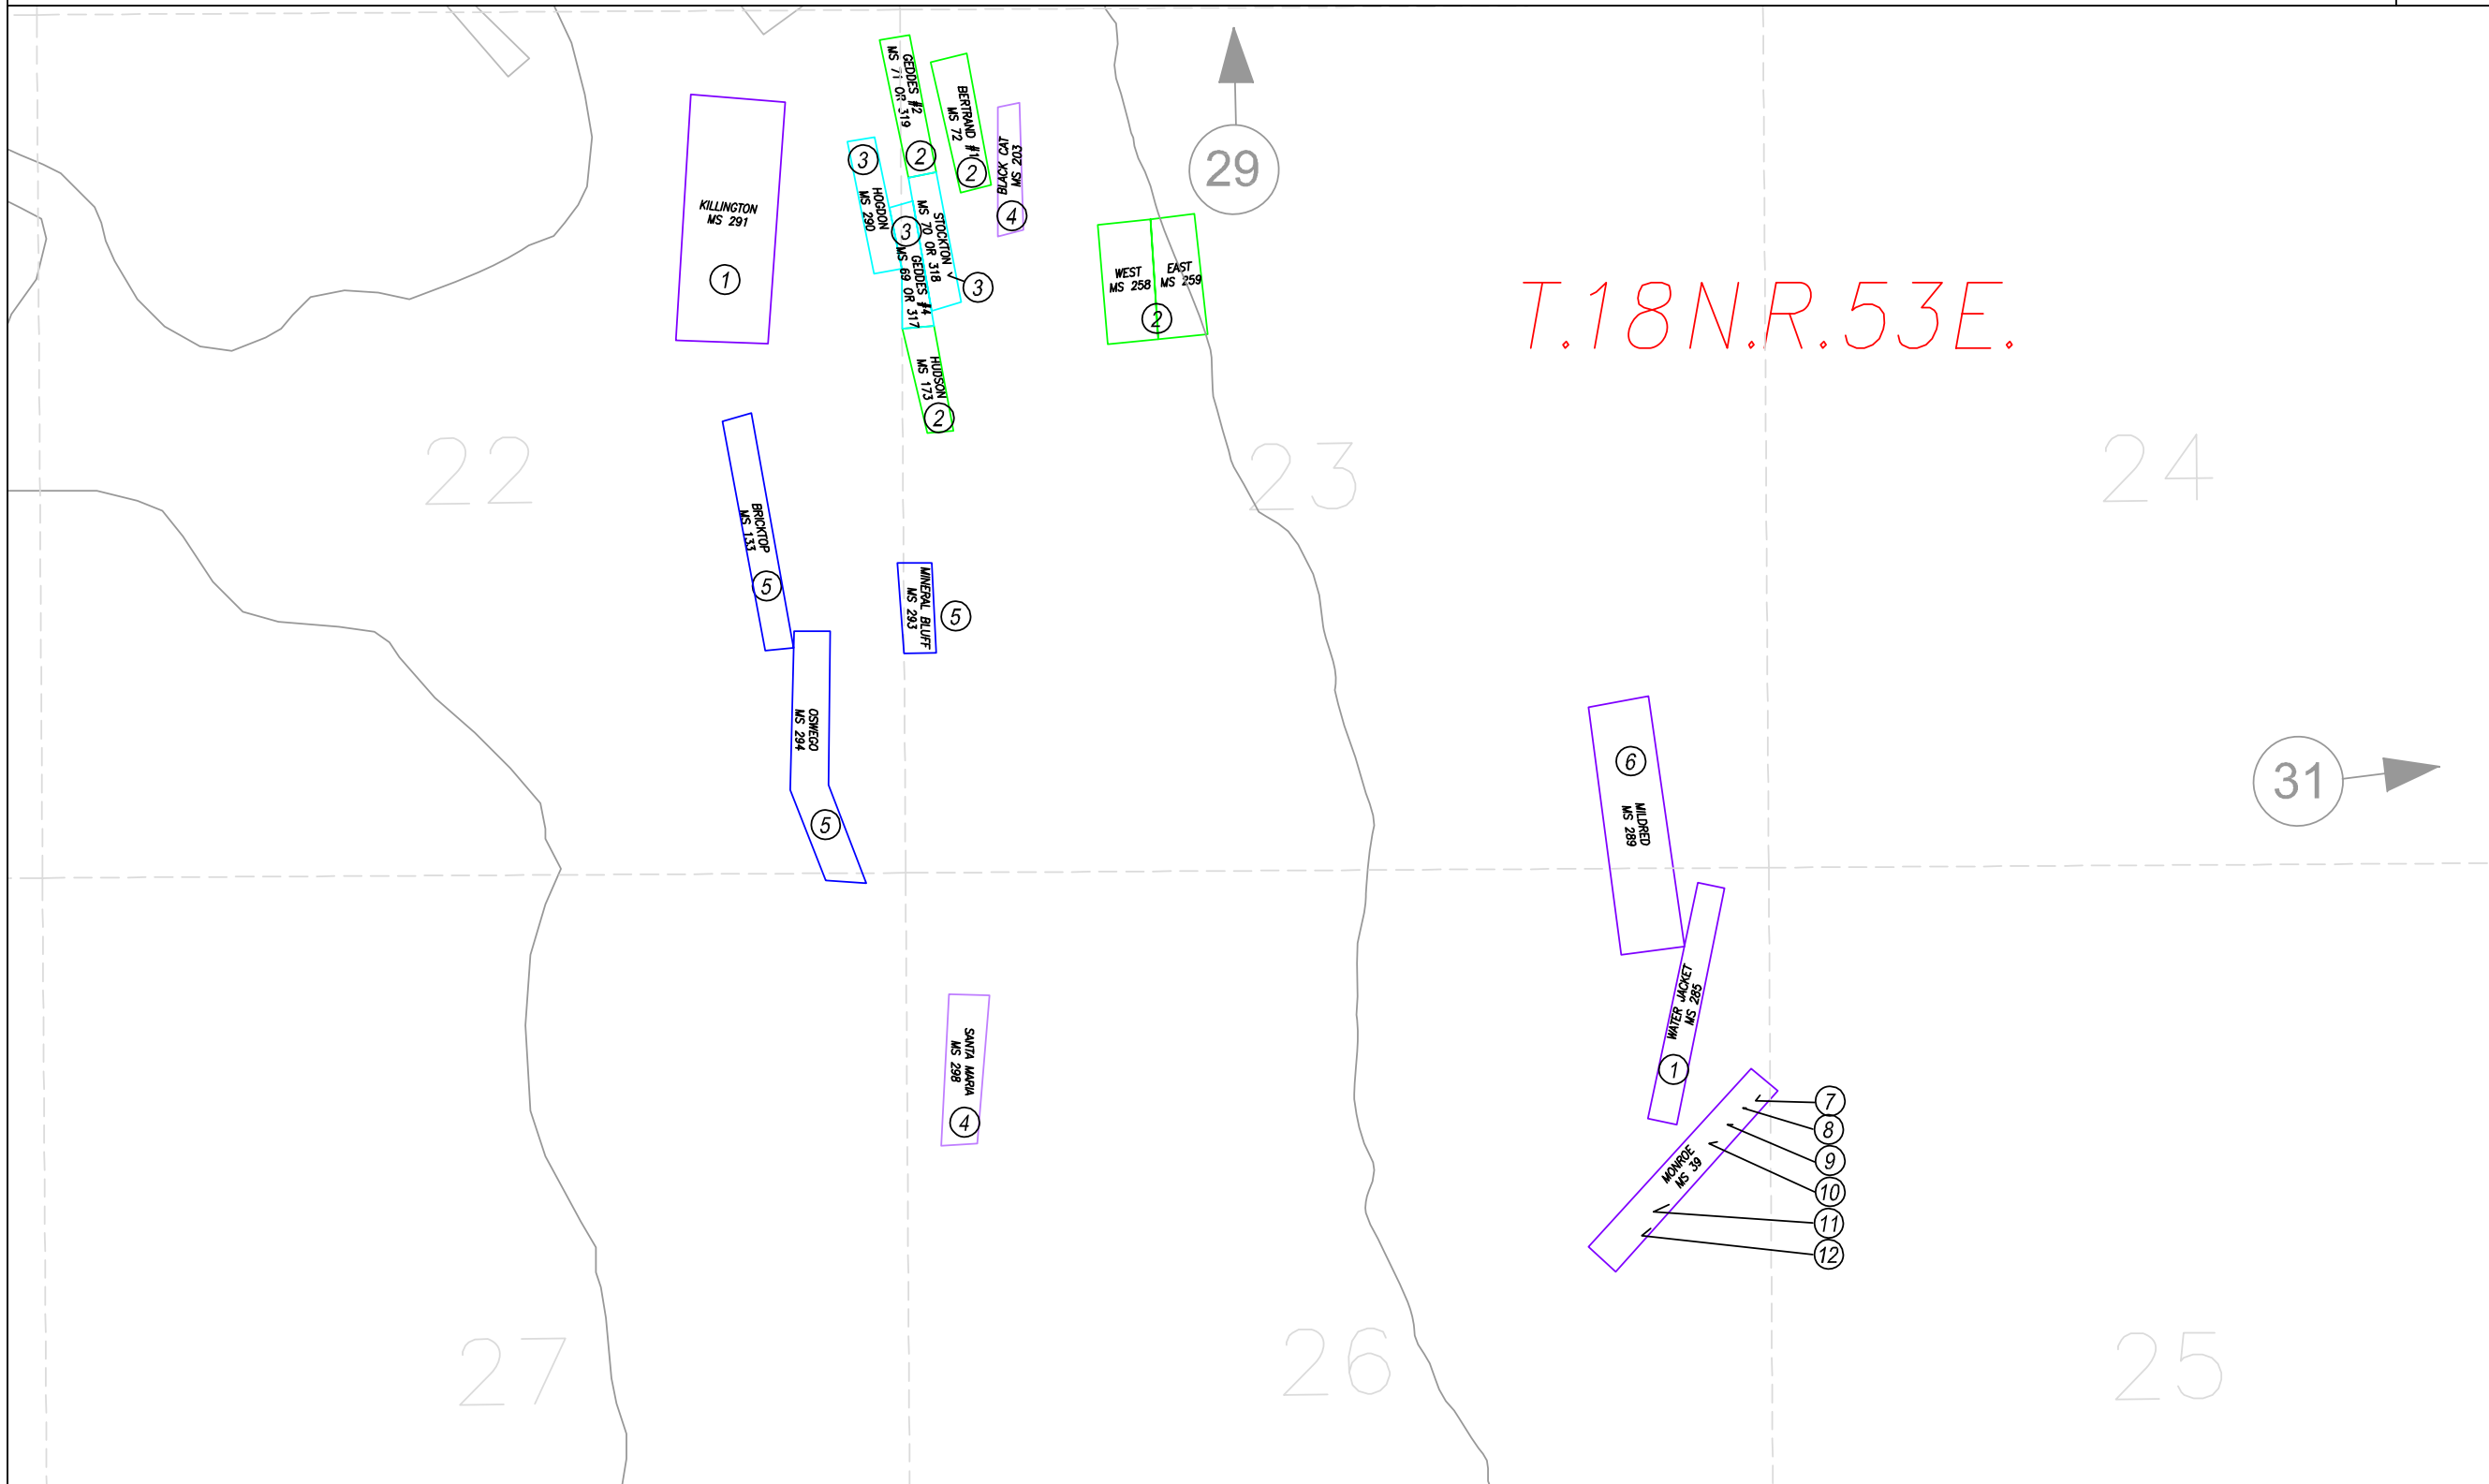 GEDDES #2
MS 71 OR 319
2
BERTRAND #1
MS 72
2
BLACK CAT
MS 203
4
29
KILLINGTON
MS 291
1
3
HOGDON
MS 290
3
STOCKTON
MS 70 OR 318
3
GEDDES #4
MS 69 OR 317
HUDSON
MS 173
2
WEST
MS 258
EAST
MS 259
2
T.18N.R.53E.
22
23
24
BRICKTOP
MS 133
5
MINERAL BLUFF
MS 293
5
OSWEGO
MS 294
5
6
MILDRED
MS 289
31
WATER JACKET
MS 285
1
SANTA MARIA
MS 298
4
MONROE
MS 39
7
8
9
10
11
12
27
26
25